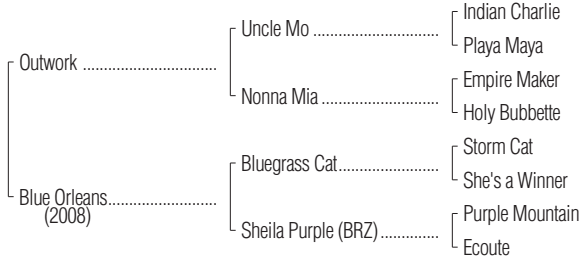 Indian Charlie
Uncle Mo ..............................
Playa Maya
Outwork ................................
Empire Maker
Nonna Mia ............................
Holy Bubbette
Storm Cat
Bluegrass Cat........................
She's a Winner
Blue Orleans..........................
(2008)
Purple Mountain
Sheila Purple (BRZ) ..............
Ecoute